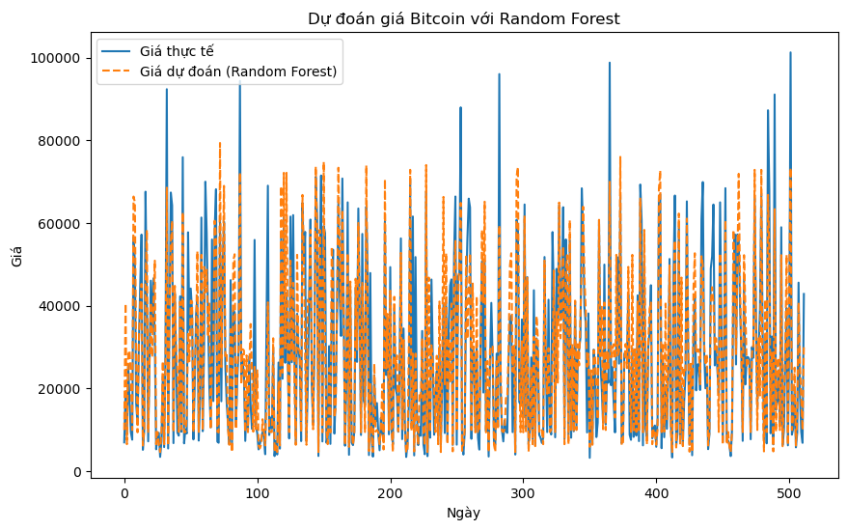 Dự đoán giá Bitcoin với Random Forest
Giá thực tế
Giá dự đoán (Random Forest)
100000
80000
60000
40000
20000
0
Giá
0 100 200 300 400 500
Ngày